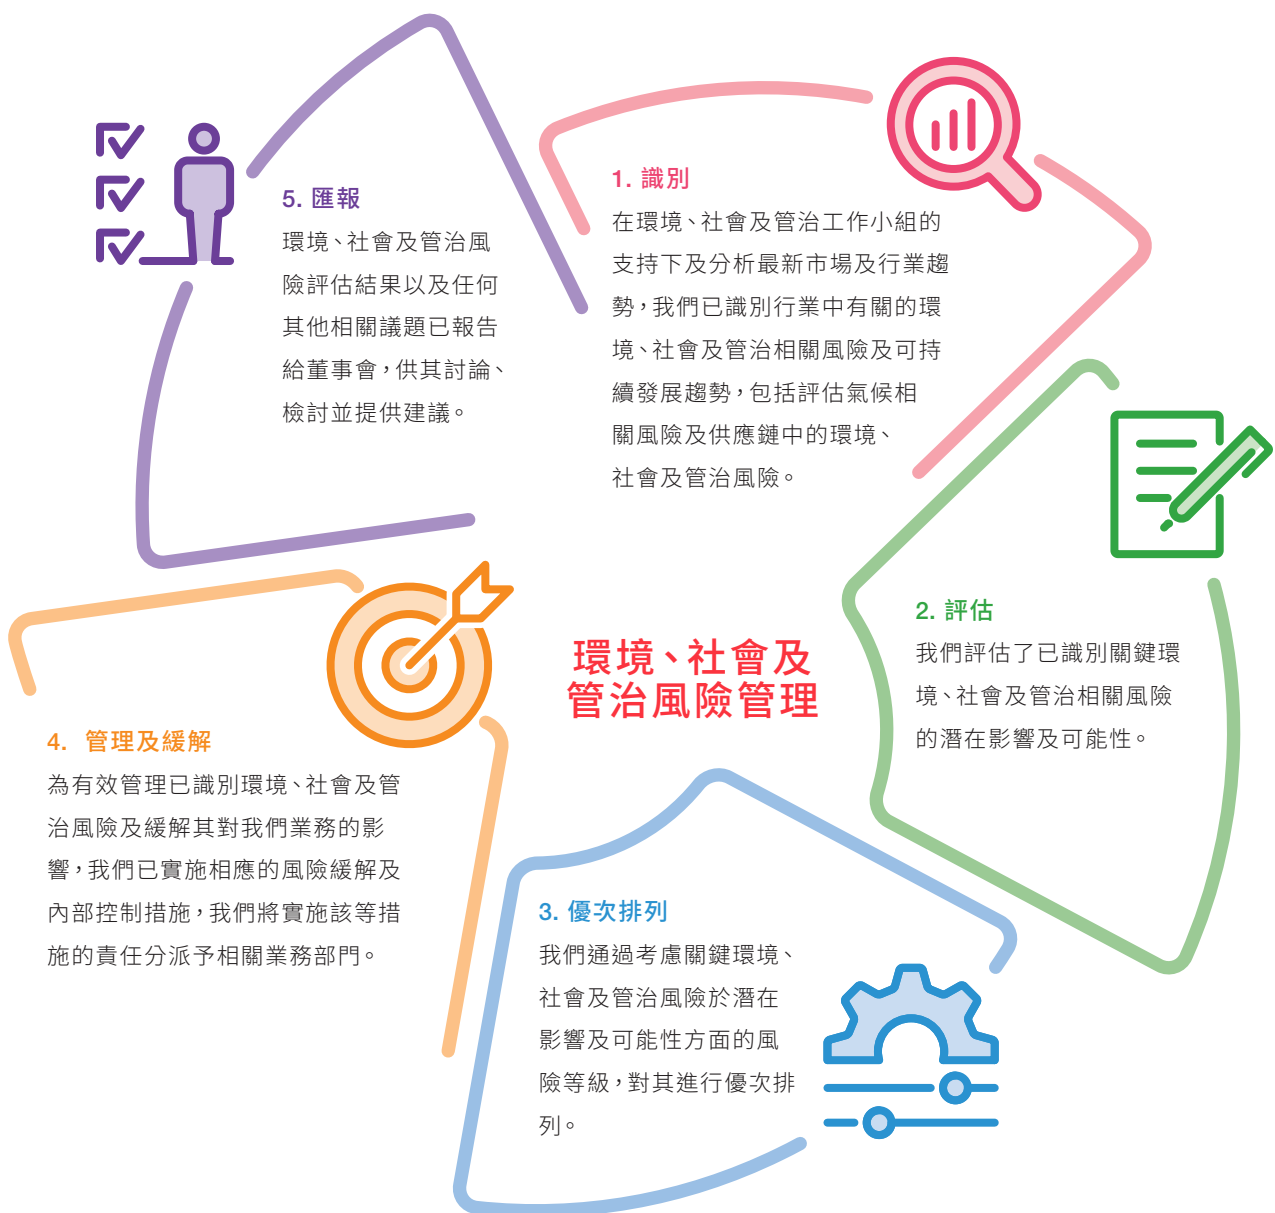 環境、社會及
管治風險管理
1. 識別
在環境、社會及管治工作小組的
支持下及分析最新市場及行業趨
勢，我們已識別行業中有關的環
境、社會及管治相關風險及可持
續發展趨勢，包括評估氣候相
關風險及供應鏈中的環境、
社會及管治風險。
2. 評估
我們評估了已識別關鍵環
境、社會及管治相關風險
的潛在影響及可能性。
3. 優次排列
我們通過考慮關鍵環境、
社會及管治風險於潛在
影響及可能性方面的風
險等級，對其進行優次排
列。
4. 管理及緩解
為有效管理已識別環境、社會及管
治風險及緩解其對我們業務的影
響，我們已實施相應的風險緩解及
內部控制措施，我們將實施該等措
施的責任分派予相關業務部門。
5. 匯報
環境、社會及管治風
險評估結果以及任何
其他相關議題已報告
給董事會，供其討論、
檢討並提供建議。